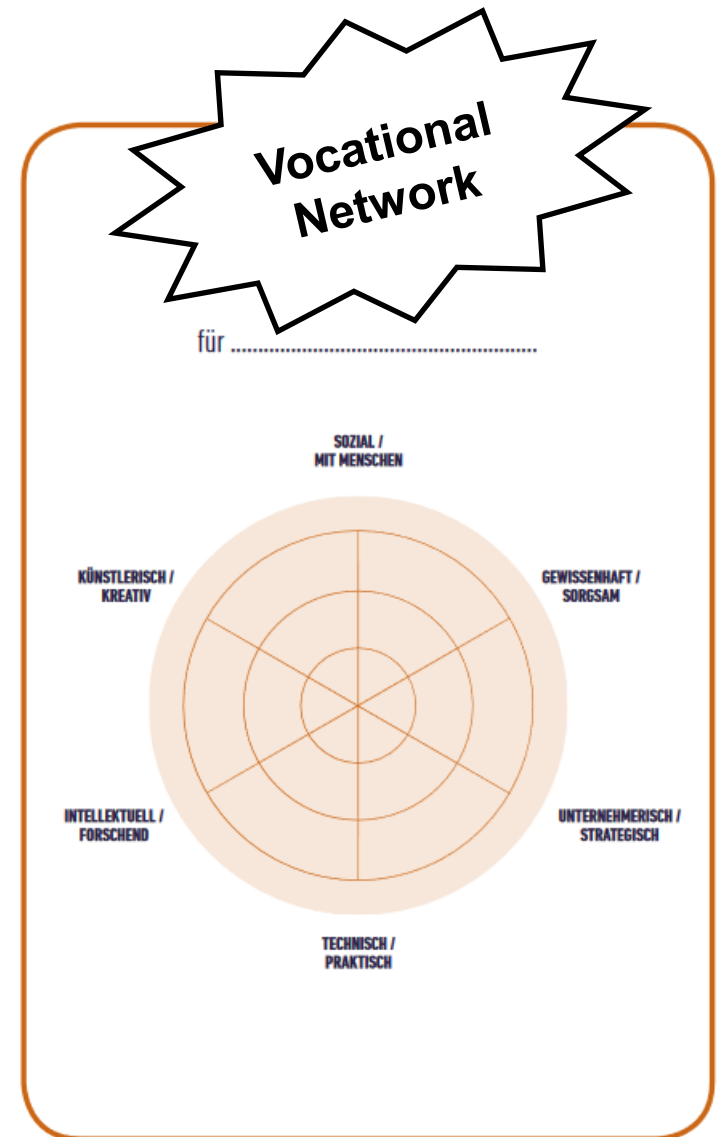 Vocational
Network
für ........................................................
SOZIAL /
MIT MENSCHEN
KÜNSTLERISCH /
KREATIV
GEWISSENHAFT /
SORGSAM
INTELLEKTUELL /
FORSCHEND
UNTERNEHMERISCH /
STRATEGISCH
TECHNISCH /
PRAKTISCH